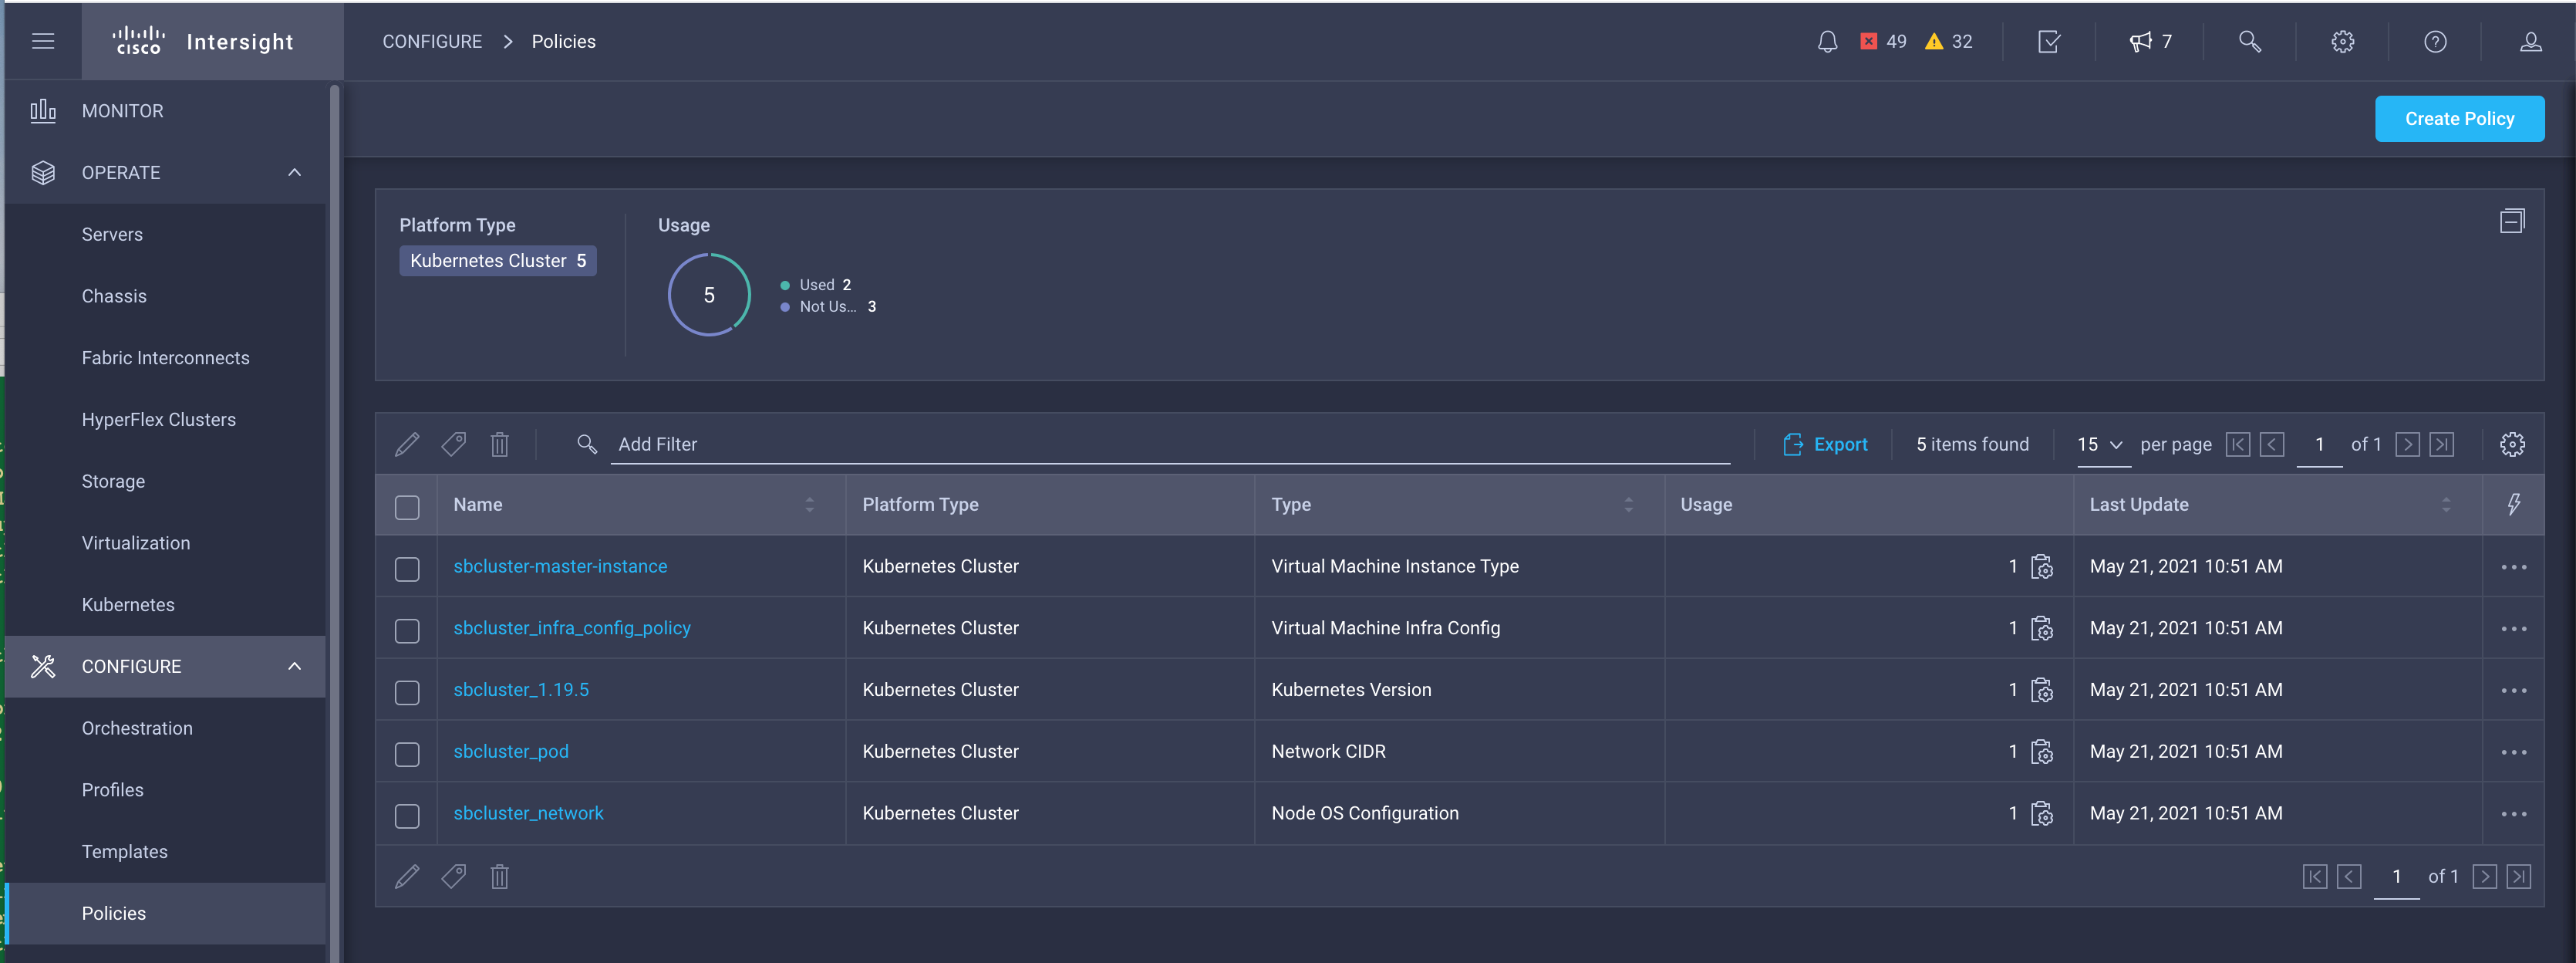 cisco Intersight
CONFIGURE > Policies
49 32
7
Create Policy
MONITOR
OPERATE
Servers
Chassis
Fabric Interconnects
HyperFlex Clusters
Storage
Virtualization
Kubernetes
CONFIGURE
Orchestration
Profiles
Templates
Policies
Platform Type
Kubernetes Cluster 5
Usage
5
Used 2
Not Us... 3
Add Filter
Export 5 items found 15 per page 1 of 1
Name Platform Type Type Usage Last Update
sbcluster-master-instance Kubernetes Cluster Virtual Machine Instance Type 1 May 21, 2021 10:51 AM
sbcluster_infra_config_policy Kubernetes Cluster Virtual Machine Infra Config 1 May 21, 2021 10:51 AM
sbcluster_1.19.5 Kubernetes Cluster Kubernetes Version 1 May 21, 2021 10:51 AM
sbcluster_pod Kubernetes Cluster Network CIDR 1 May 21, 2021 10:51 AM
sbcluster_network Kubernetes Cluster Node OS Configuration 1 May 21, 2021 10:51 AM
1 of 1